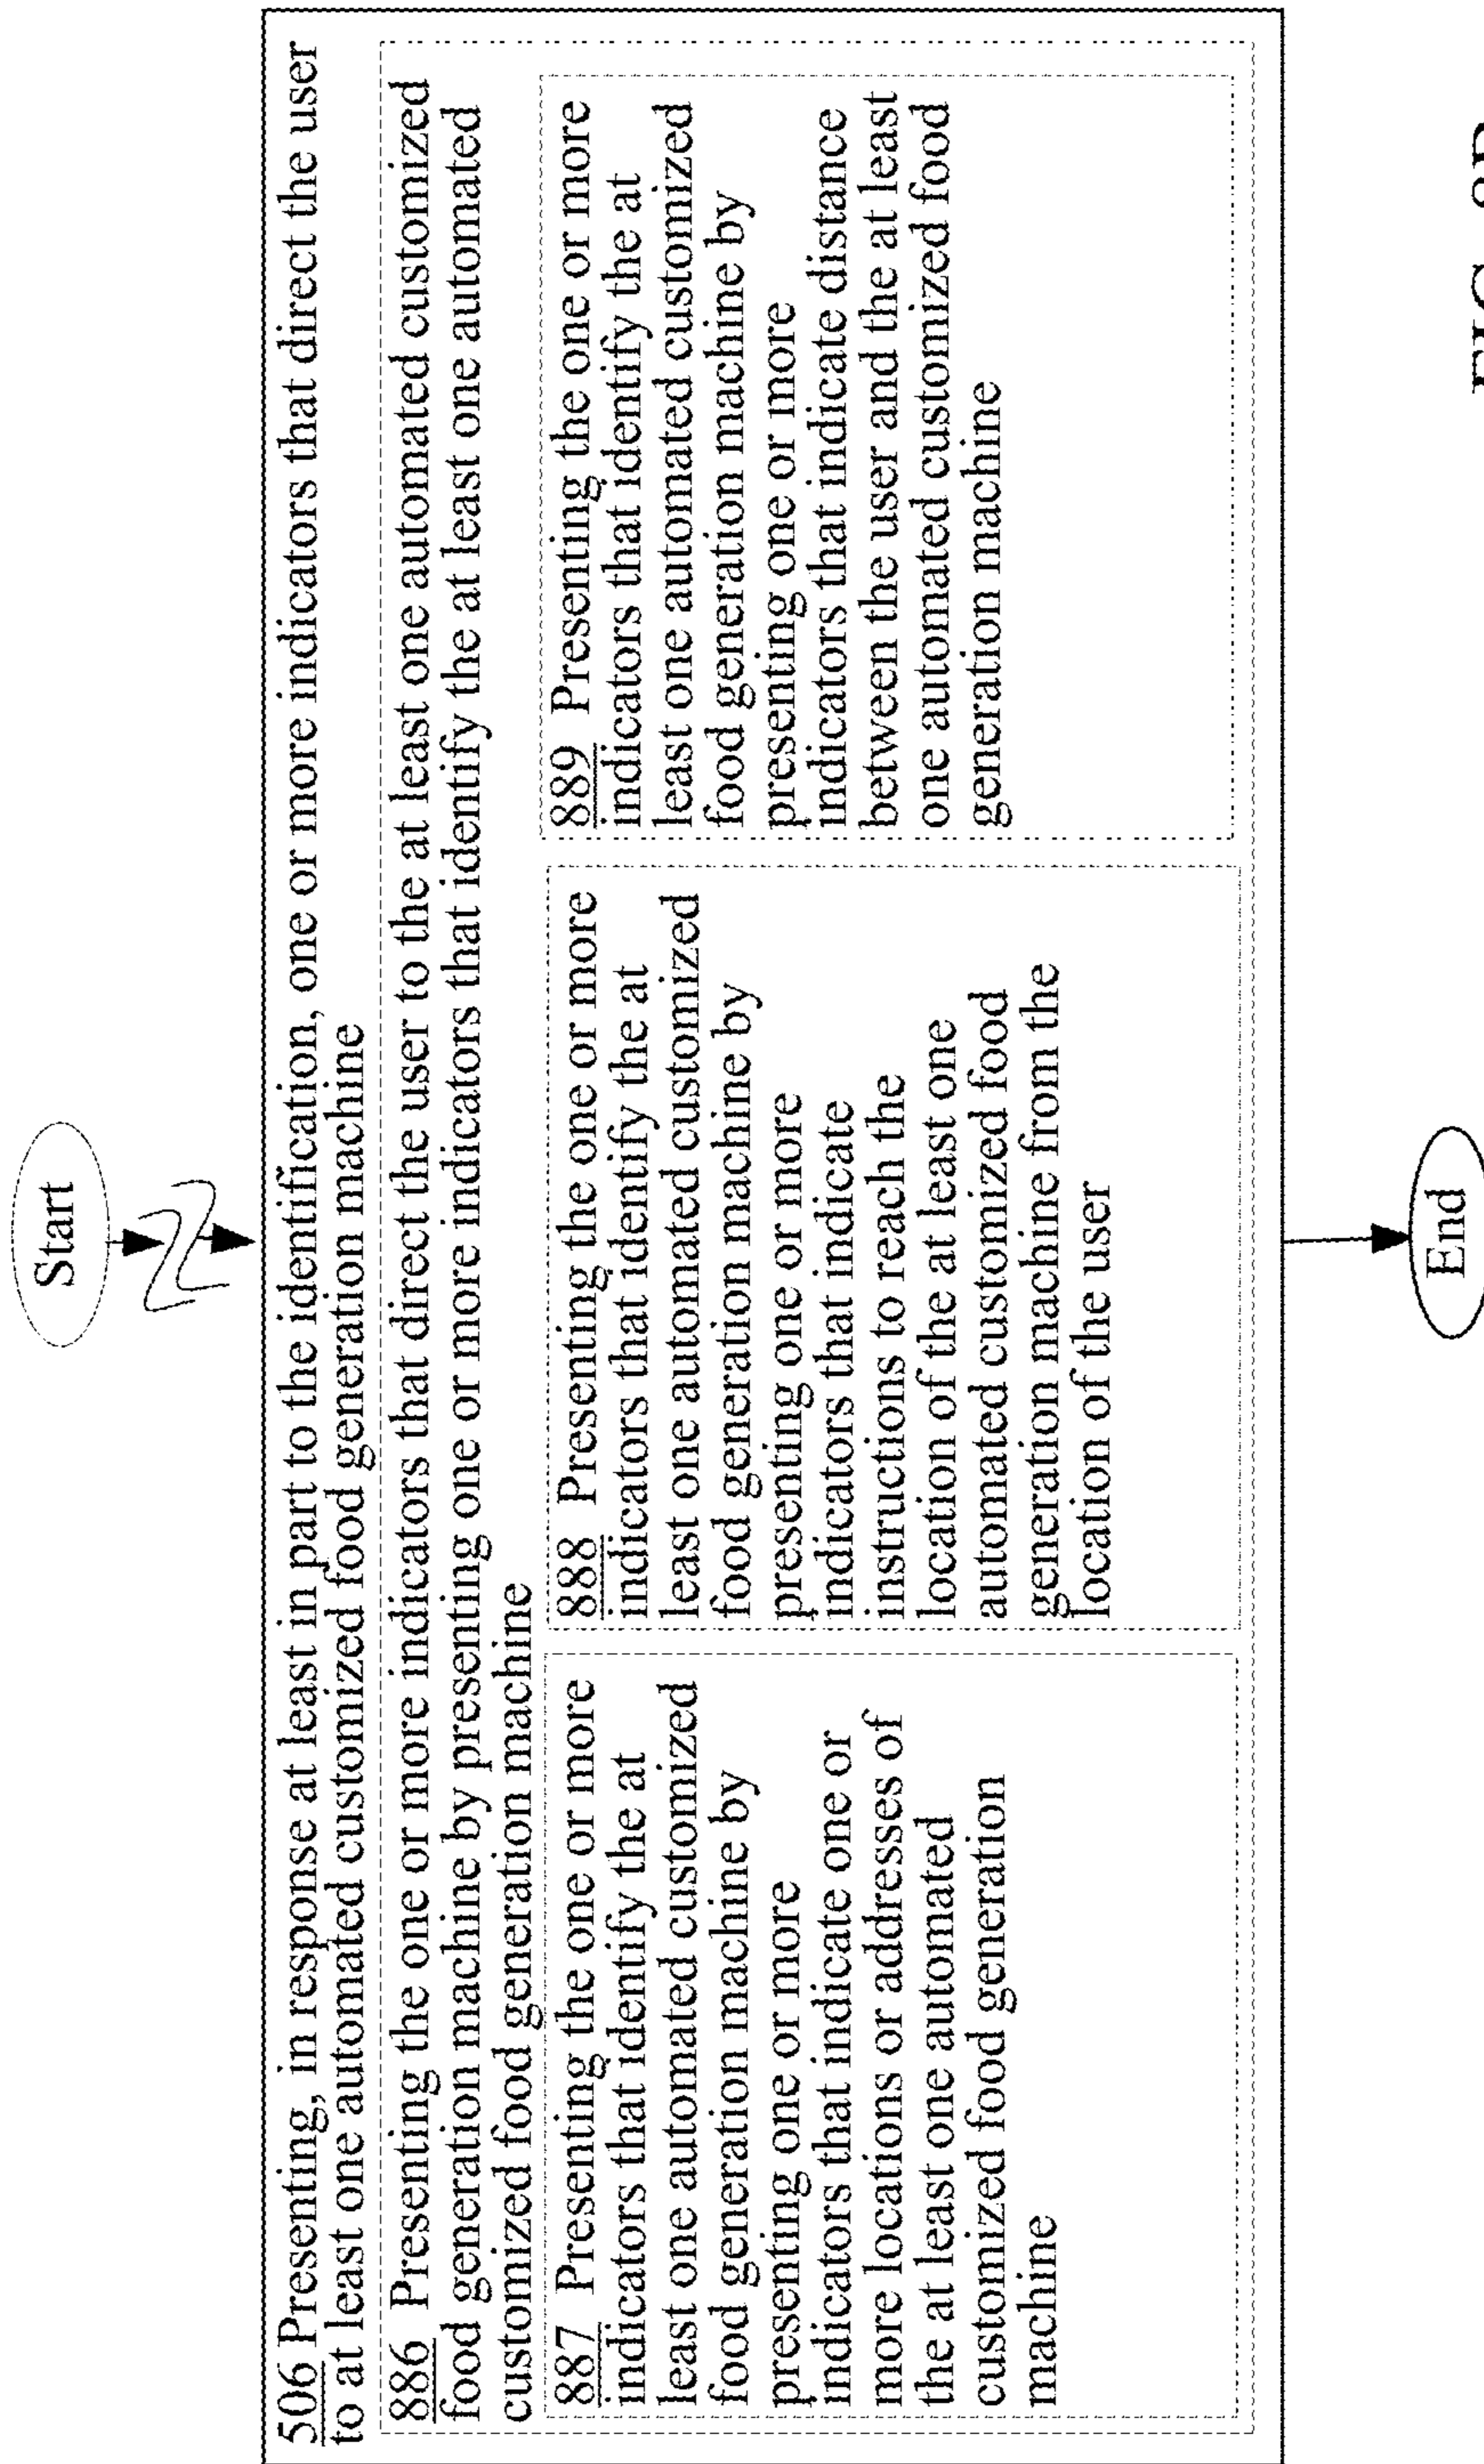 Start
506 Presenting, in response at least in part to the identification, one or more indicators that direct the user
to at least one automated customized food generation machine
886 Presenting the one or more indicators that direct the user to the at least one automated customized
food generation machine by presenting one or more indicators that identify the at least one automated
customized food generation machine
887 Presenting the one or more
indicators that identify the at
least one automated customized
food generation machine by
presenting one or more
indicators that indicate one or
more locations or addresses of
the at least one automated
customized food generation
machine
888 Presenting the one or more
indicators that identify the at
least one automated customized
food generation machine by
presenting one or more
indicators that indicate
instructions to reach the
location of the at least one
automated customized food
generation machine from the
location of the user
889 Presenting the one or more
indicators that identify the at
least one automated customized
food generation machine by
presenting one or more
indicators that indicate distance
between the user and the at least
one automated customized food
generation machine
End